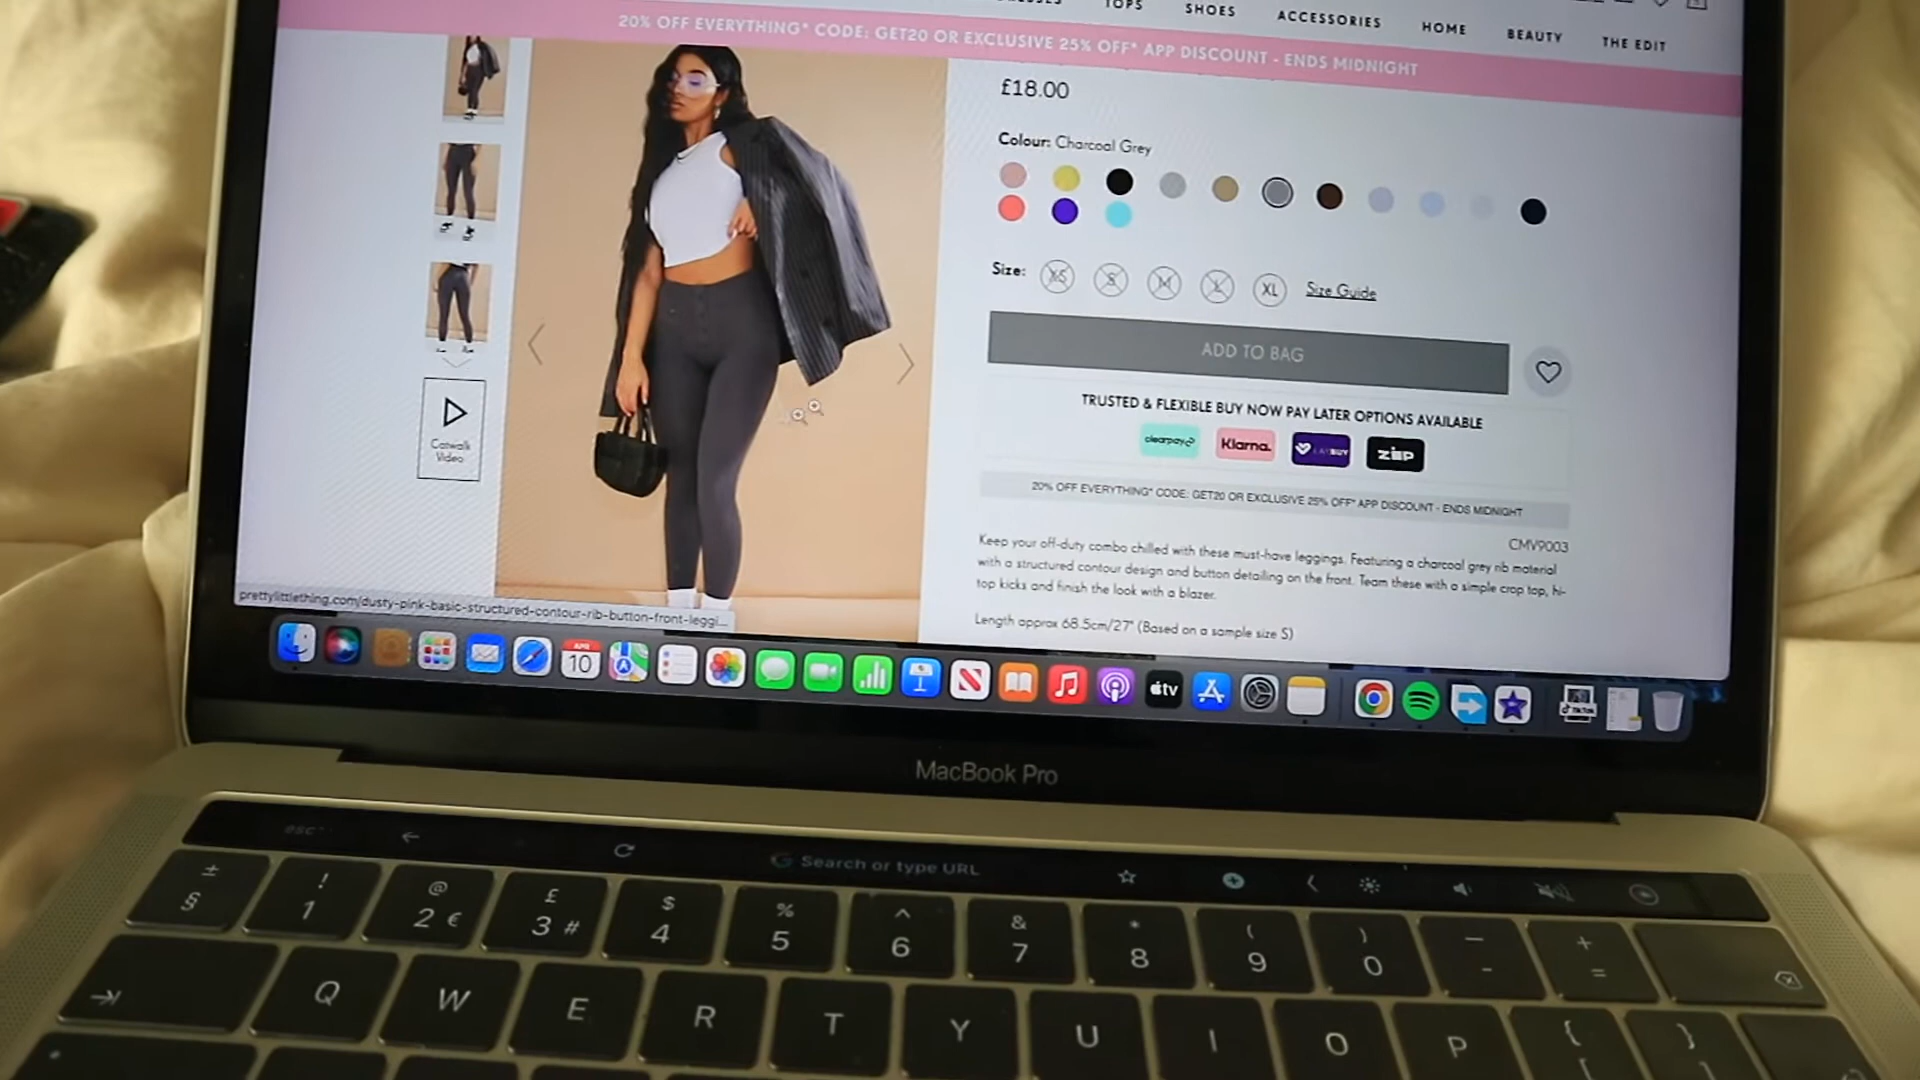 TOPS
SHOES
ACCESSORIES
HOME
BEAUTY
THE EDIT
20% OFF EVERYTHING* CODE: GET20 OR EXCLUSIVE 25% OFF* APP DISCOUNT - ENDS MIDNIGHT
£18.00
Colour: Charcoal Grey
Size: XS S M L XL Size Guide
ADD TO BAG
TRUSTED & FLEXIBLE BUY NOW PAY LATER OPTIONS AVAILABLE
clearpay Klarna. LAYBUY zip
20% OFF EVERYTHING* CODE: GET20 OR EXCLUSIVE 25% OFF* APP DISCOUNT - ENDS MIDNIGHT
CMV9003
Keep your off-duty combo chilled with these must-have leggings. Featuring a charcoal grey rib material
with a structured contour design and button detailing on the front. Team these with a simple crop top, hi-
top kicks and finish the look with a blazer.
Length approx 68.5cm/27" (Based on a sample size S)
Catwalk
Video
prettylittlething.com/dusty-pink-basic-structured-contour-rib-button-front-leggi...
APR
10
tv
TikTok
MacBook Pro
esc
Search or type URL
± ! @ £ $ % ^ & * ( ) _ +
§ 1 2 € 3 # 4 5 6 7 8 9 0 - =
Q W E R T Y U I O P { }
[